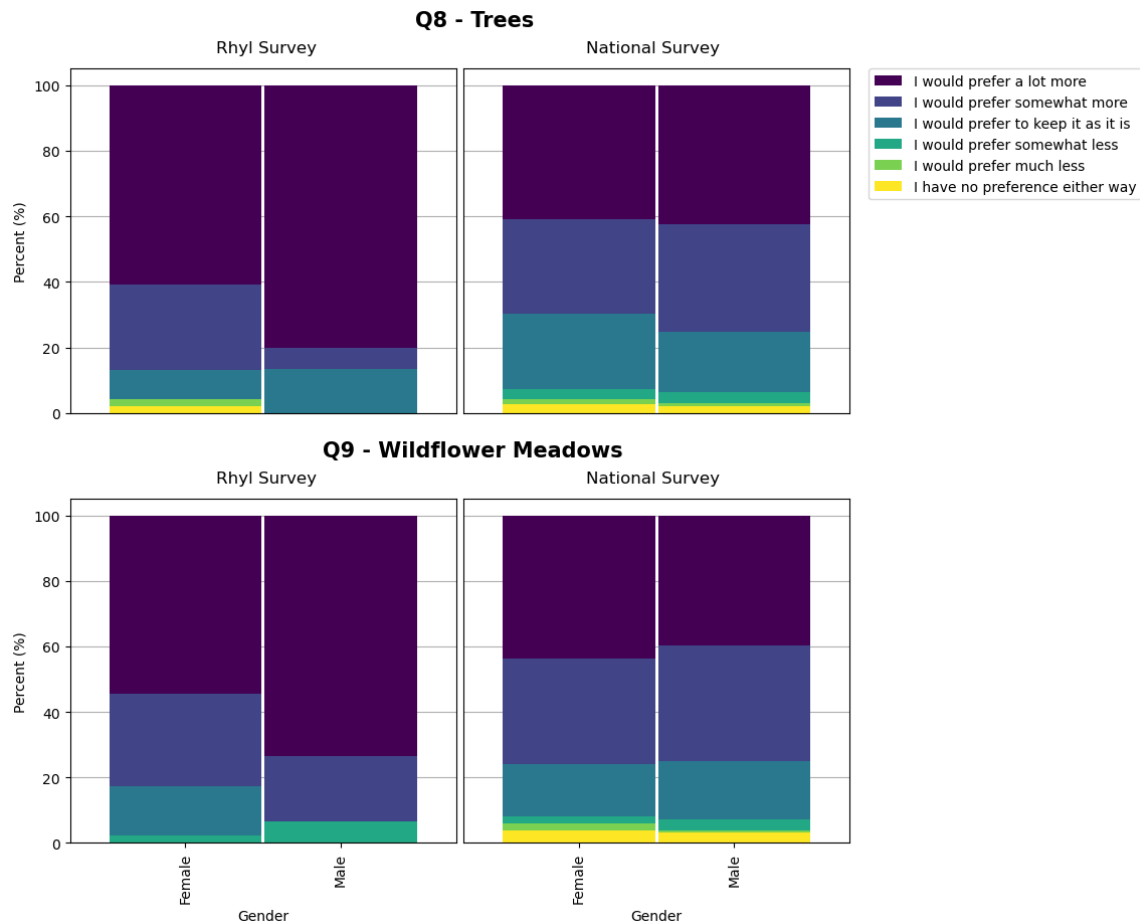 Q8 - Trees
Rhyl Survey
National Survey
100
80
60
40
20
0
Percent (%)
I would prefer a lot more
I would prefer somewhat more
I would prefer to keep it as it is
I would prefer somewhat less
I would prefer much less
I have no preference either way
Q9 - Wildflower Meadows
Rhyl Survey
National Survey
100
80
60
40
20
0
Percent (%)
Female
Male
Gender
Female
Male
Gender